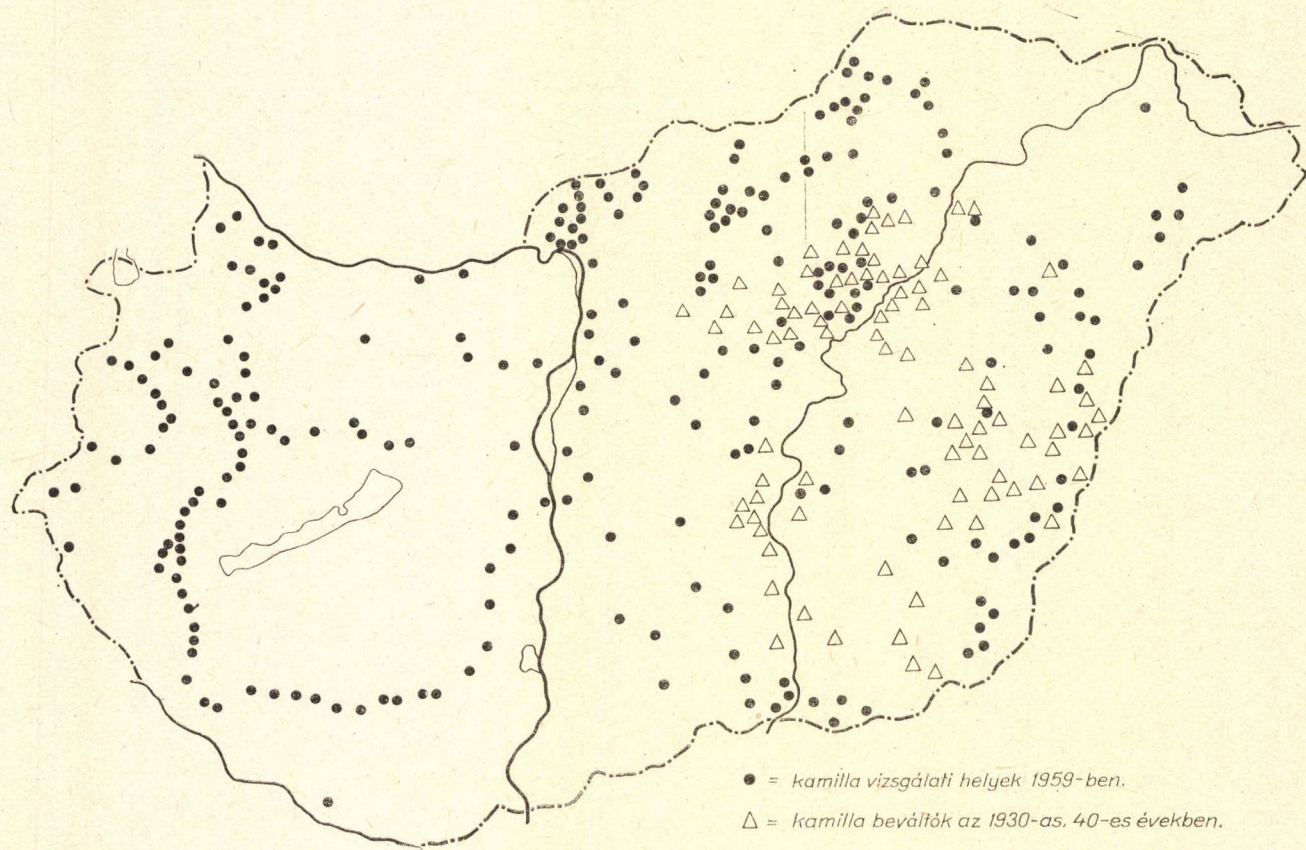 ● = kamilla vizsgálati helyek 1959-ben.
△ = kamilla beváltók az 1930-as, 40-es években.